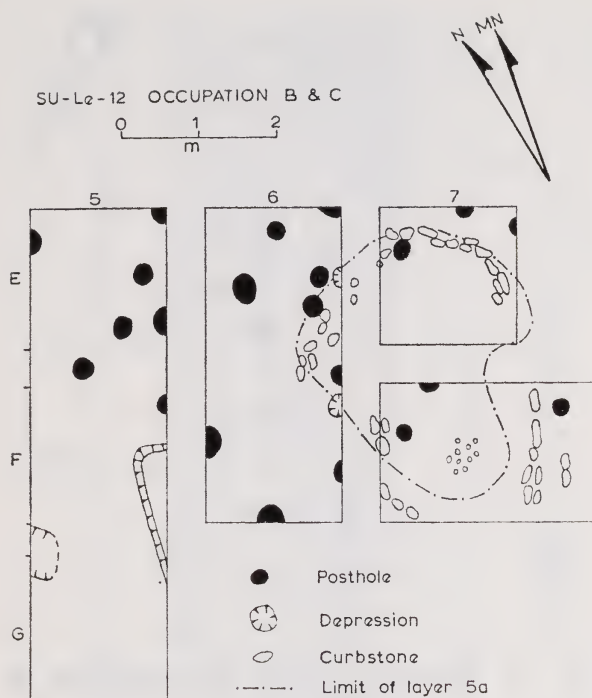 N MN
SU-Le-12 OCCUPATION B & C
0 1 2
m
5 6 7
E
F
G
Posthole
Depression
Curbstone
Limit of layer 5a